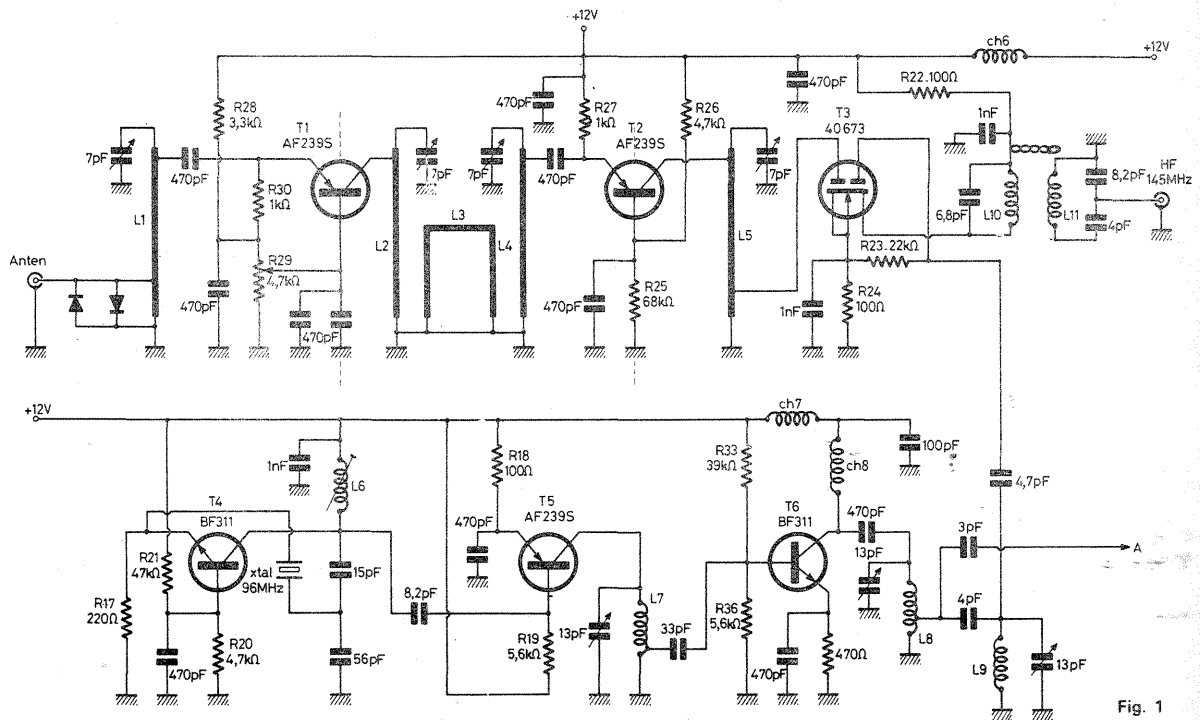 +12V
ch6
+12V
470pF
R22.100Ω
R28
3,3kΩ
470pF
R27
1kΩ
R26
4,7kΩ
T1
AF239S
T2
AF239S
T3
40673
1nF
7pF
470pF
7pF
7pF
470pF
7pF
8,2pF
HF
145MHz
R30
1kΩ
6,8pF
L10
L11
4pF
L1
L2
L3
L4
L5
R23.22kΩ
Anten
R29
4,7kΩ
470pF
470pF
470pF
R25
68kΩ
1nF
R24
100Ω
+12V
ch7
1nF
L6
R18
100Ω
R33
39kΩ
ch8
100pF
4,7pF
T4
BF311
T5
AF239S
T6
BF311
470pF
470pF
13pF
3pF
A
R21
47kΩ
xtal
96MHz
15pF
8,2pF
R17
220Ω
R20
4,7kΩ
470pF
56pF
R19
5,6kΩ
13pF
L7
33pF
R36
5,6kΩ
470pF
470Ω
L8
4pF
L9
13pF
Fig. 1